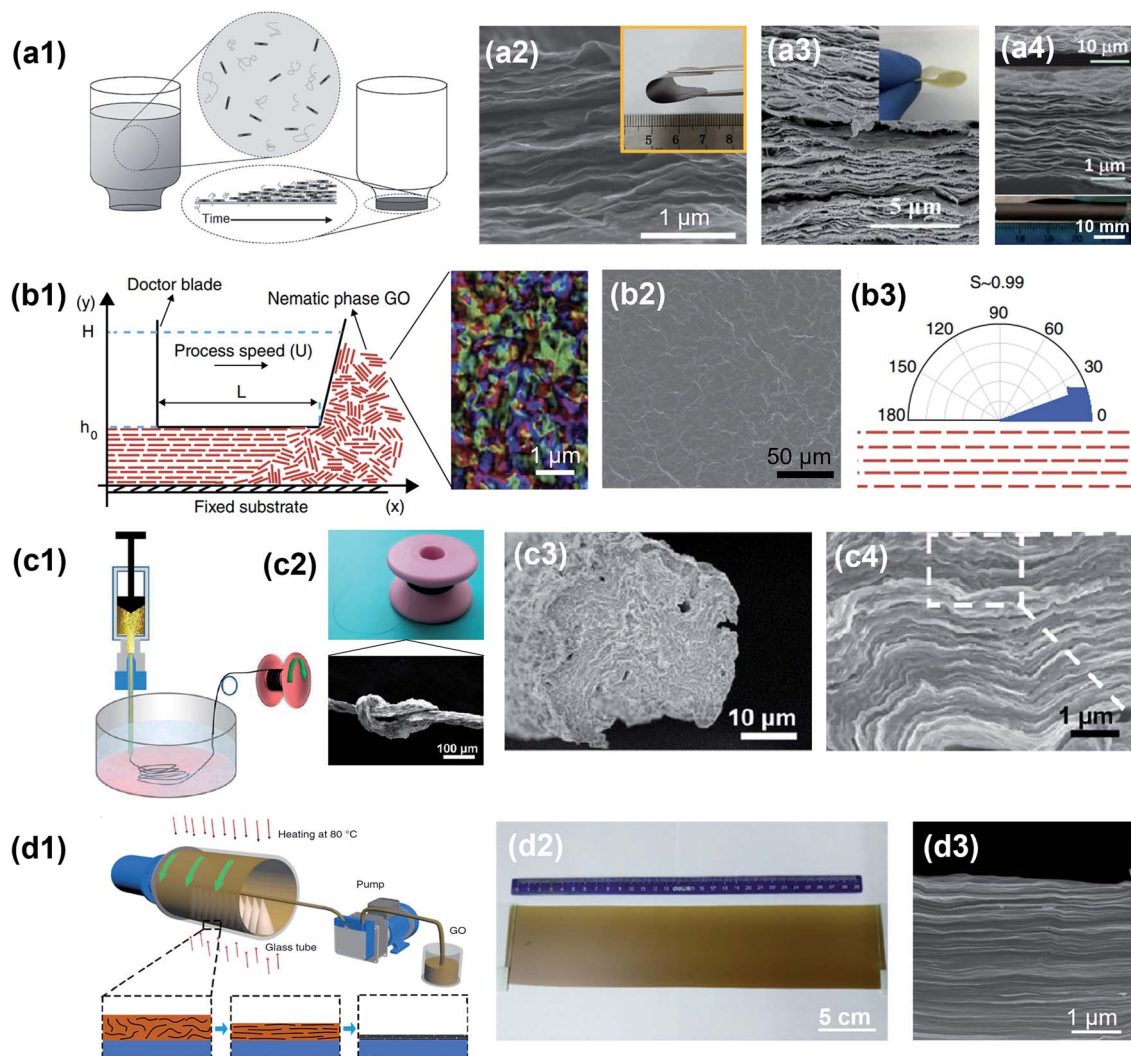 (a1)
Time
(a2)
5 6 7 8
1 μm
(a3)
5 μm
(a4)
10 μm
1 μm
10 mm
(b1)
(y)
Doctor blade
Nematic phase GO
H
Process speed (U)
L
h0
Fixed substrate
(x)
1 μm
(b2)
50 μm
(b3)
S~0.99
90
120
60
150
30
180
0
(c1)
(c2)
100 μm
(c3)
10 μm
(c4)
1 μm
(d1)
Heating at 80 °C
Pump
GO
Glass tube
(d2)
5 cm
(d3)
1 μm